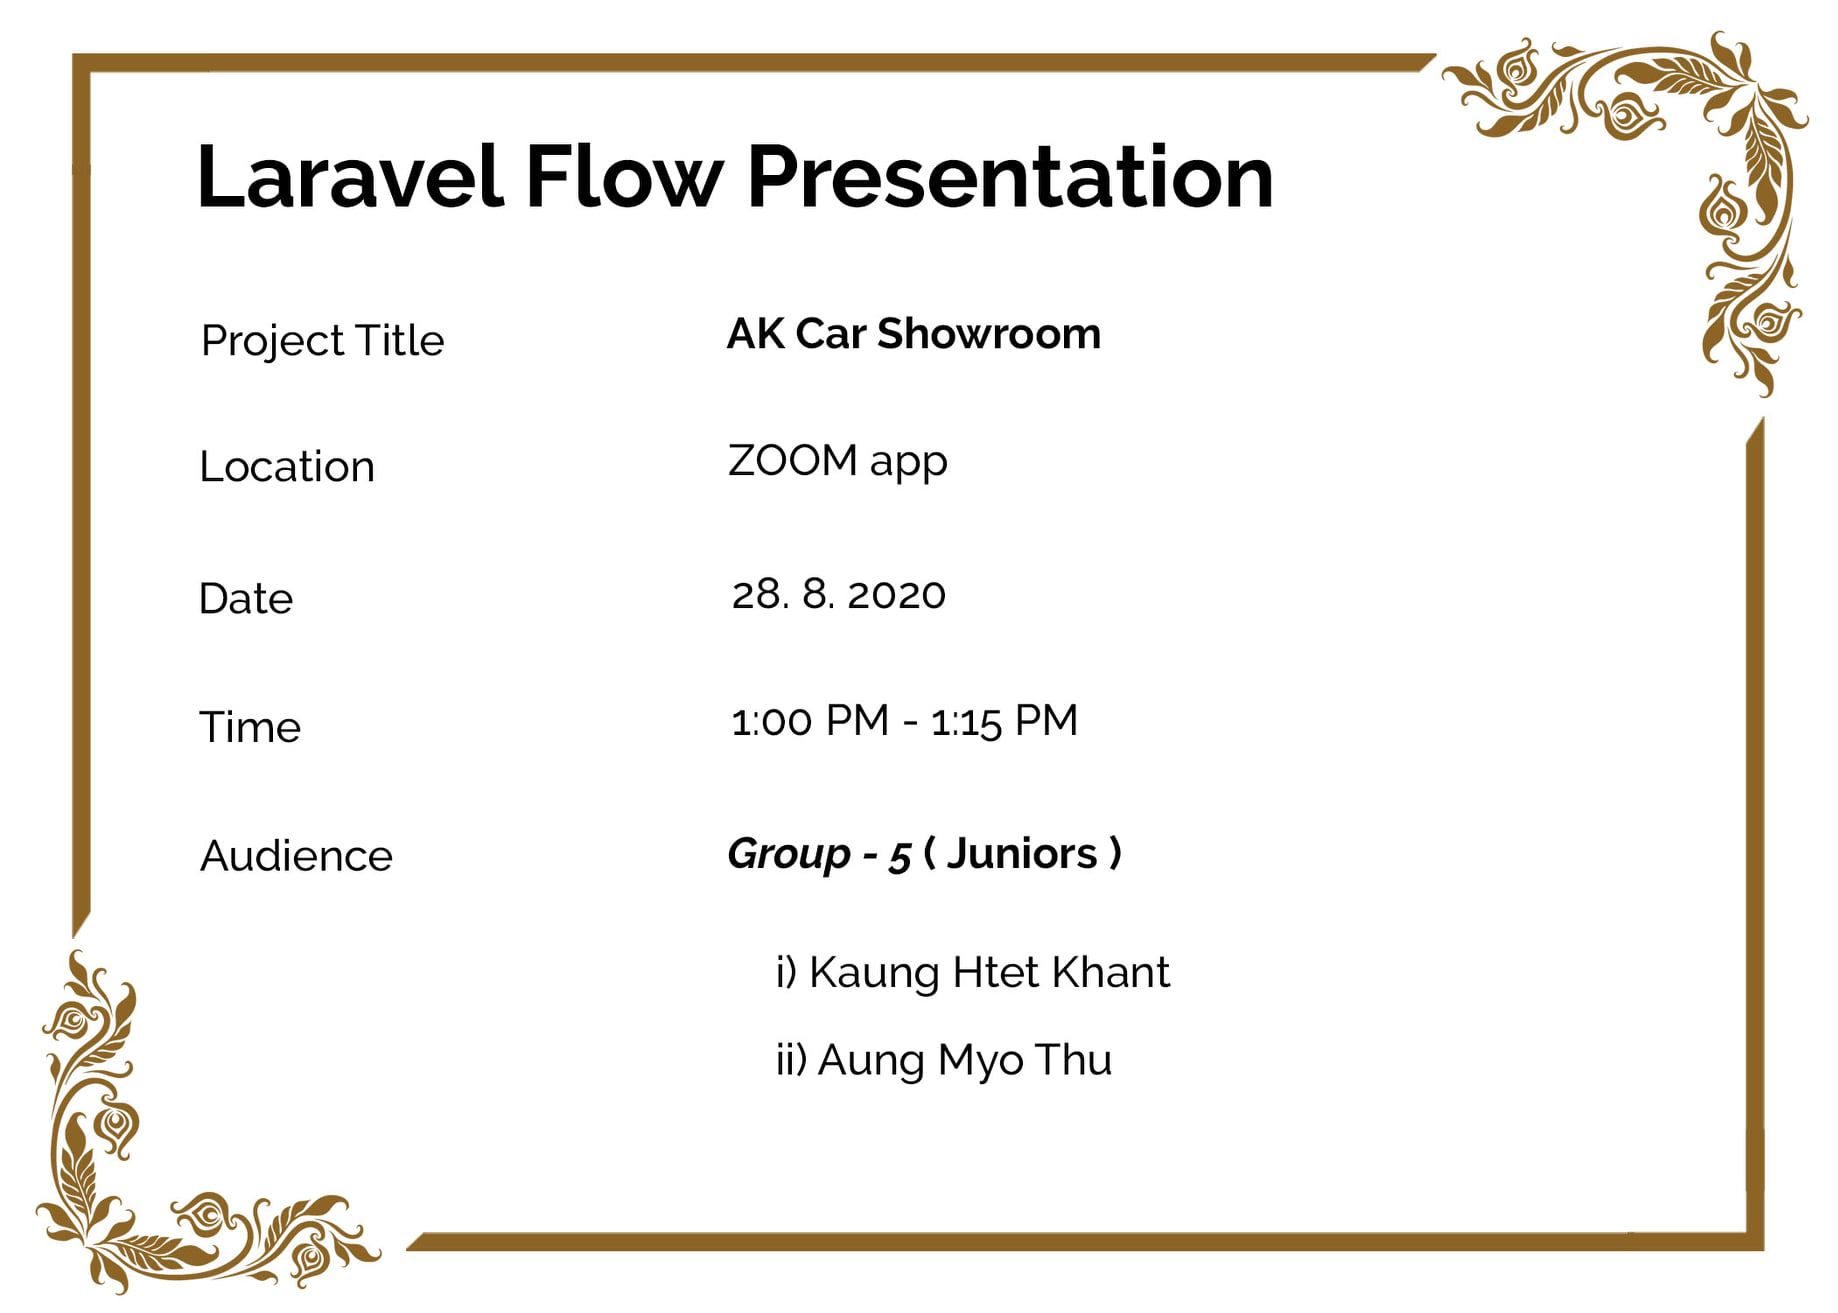 Laravel Flow Presentation
Project Title AK Car Showroom
Location ZOOM app
Date 28. 8. 2020
Time 1:00 PM - 1:15 PM
Audience Group - 5 ( Juniors )
i) Kaung Htet Khant
ii) Aung Myo Thu